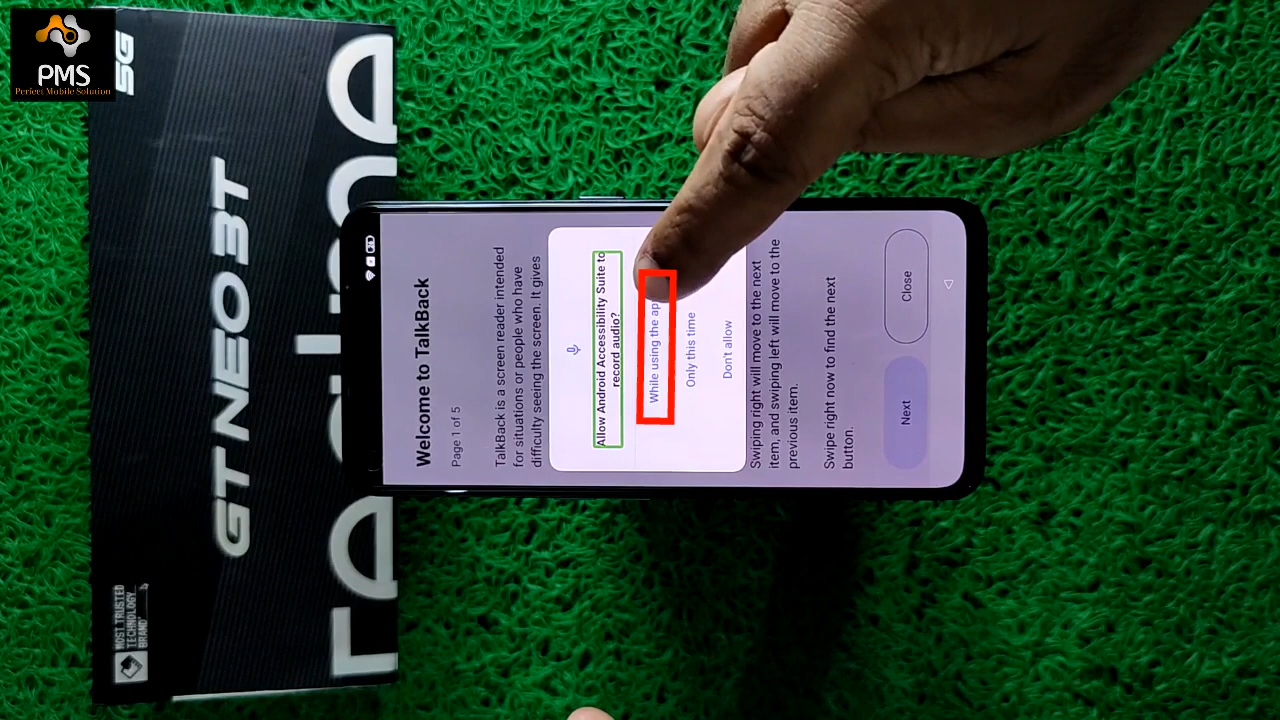 PMS
Perfect Mobile Solution
5G
GT NEO 3T
realme
MOST TRUSTED
TECHNOLOGY
BRAND
Welcome to TalkBack
Page 1 of 5
TalkBack is a screen reader intended
for situations or people who have
difficulty seeing the screen. It gives
Allow Android Accessibility Suite to
record audio?
While using the ap
Only this time
Don't allow
Swiping right will move to the next
item, and swiping left will move to the
previous item.
Swipe right now to find the next
button.
Next
Close